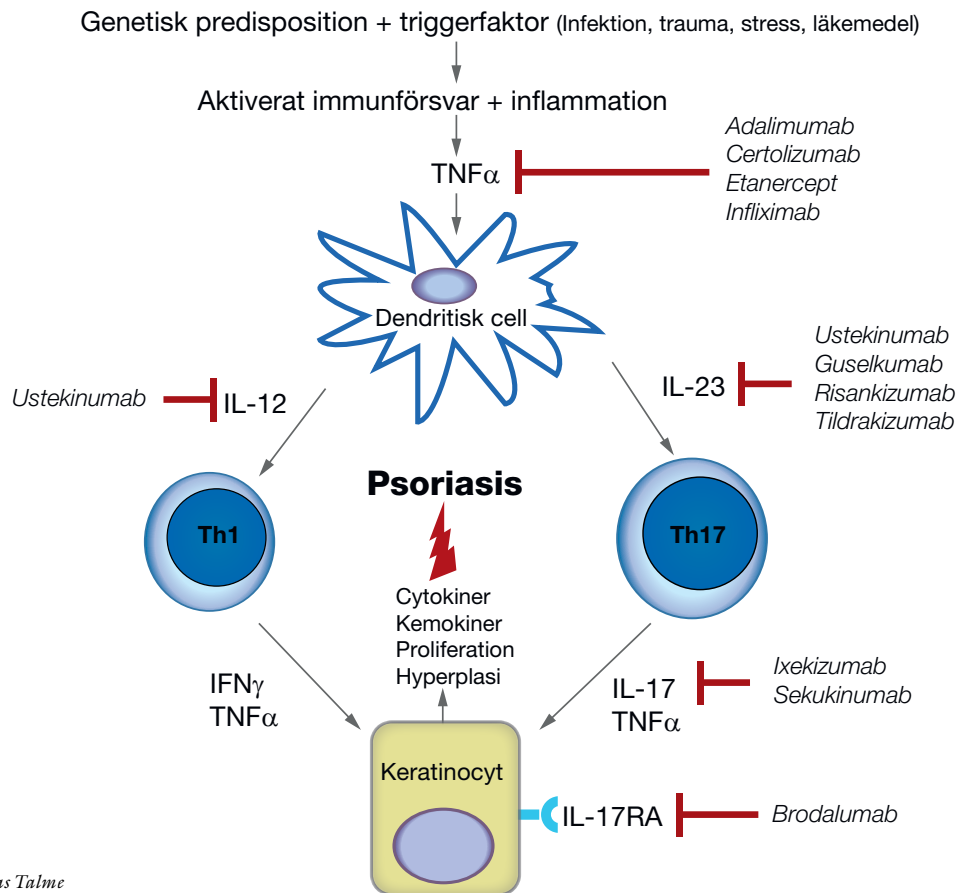 Genetisk predisposition + triggerfaktor (Infektion, trauma, stress, läkemedel)
Aktiverat immunförsvar + inflammation
TNFα
Adalimumab
Certolizumab
Etanercept
Infliximab
Dendritisk cell
Ustekinumab
IL-12
IL-23
Ustekinumab
Guselkumab
Risankizumab
Tildrakizumab
Psoriasis
Th1
Th17
Cytokiner
Kemokiner
Proliferation
Hyperplasi
IFNγ
TNFα
IL-17
TNFα
Ixekizumab
Sekukinumab
Keratinocyt
IL-17RA
Brodalumab
Talme